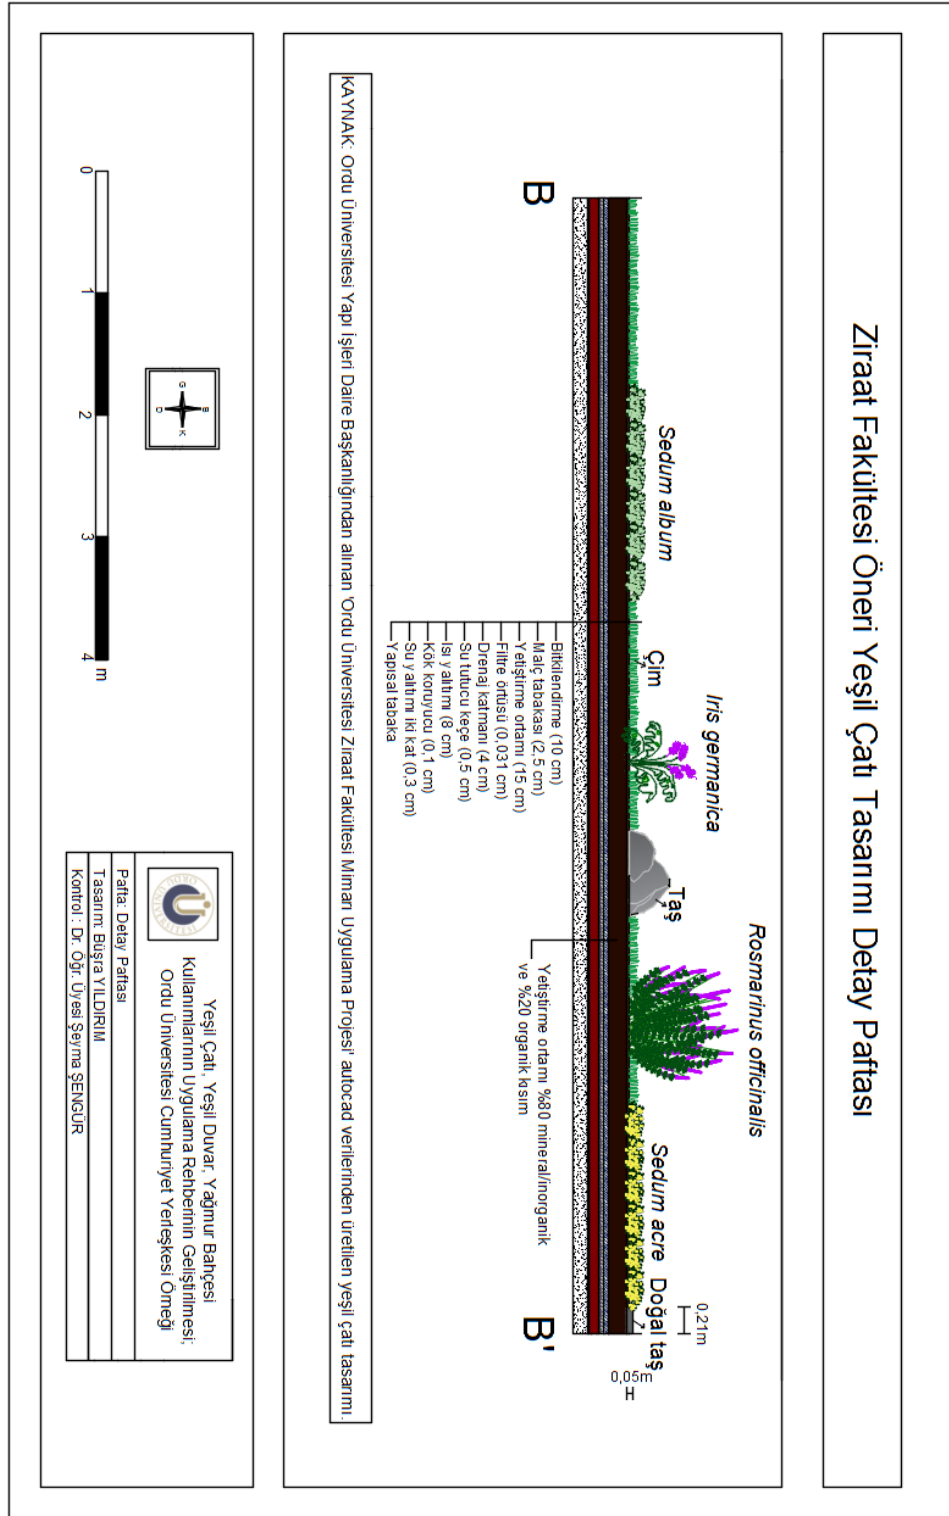 Ziraat Fakültesi Öneri Yeşil Çatı Tasarımı Detay Paftası
Rosmarinus officinalis
Iris germanica
Sedum album
Çim
Taş
Sedum acre
Doğal taş
0,21m
0,05m
H
B
B'
Bitkilendirme (10 cm)
Malç tabakası (2,5 cm)
Yetiştirme ortamı (15 cm)
Filtre örtüsü (0,031 cm)
Drenaj katmanı (4 cm)
Su tutucu keçe (0,5 cm)
Isı yalıtımı (8 cm)
Kök koruyucu (0,1 cm)
Su yalıtımı iki kat (0,3 cm)
Yapısal tabaka
Yetiştirme ortamı %80 mineral/inorganik
ve %20 organik kısım
KAYNAK: Ordu Üniversitesi Yapı İşleri Daire Başkanlığından alınan 'Ordu Üniversitesi Ziraat Fakültesi Mimari Uygulama Projesi' autocad verilerinden üretilen yeşil çatı tasarımı.
B
G
K
D
0
1
2
3
4
m
Yeşil Çatı, Yeşil Duvar, Yağmur Bahçesi
Kullanımlarının Uygulama Rehberinin Geliştirilmesi;
Ordu Üniversitesi Cumhuriyet Yerleşkesi Örneği
Pafta: Detay Paftası
Tasarım: Büşra YILDIRIM
Kontrol : Dr. Öğr. Üyesi Şeyma ŞENGÜR